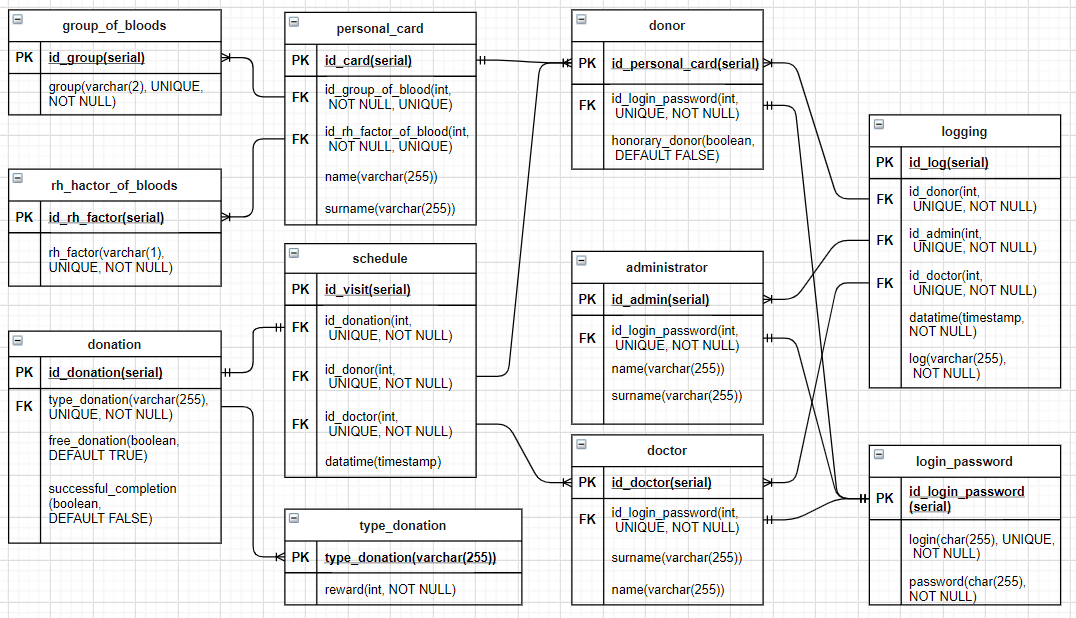 group_of_bloods
PK id_group(serial)
group(varchar(2), UNIQUE,
NOT NULL)
rh_hactor_of_bloods
PK id_rh_factor(serial)
rh_factor(varchar(1),
UNIQUE, NOT NULL)
donation
PK id_donation(serial)
FK type_donation(varchar(255),
UNIQUE, NOT NULL)
free_donation(boolean,
DEFAULT TRUE)
successful_completion
(boolean,
DEFAULT FALSE)
personal_card
PK id_card(serial)
FK id_group_of_blood(int,
NOT NULL, UNIQUE)
FK id_rh_factor_of_blood(int,
NOT NULL, UNIQUE)
name(varchar(255))
surname(varchar(255))
schedule
PK id_visit(serial)
FK id_donation(int,
UNIQUE, NOT NULL)
FK id_donor(int,
UNIQUE, NOT NULL)
FK id_doctor(int,
UNIQUE, NOT NULL)
datatime(timestamp)
type_donation
PK type_donation(varchar(255))
reward(int, NOT NULL)
donor
PK id_personal_card(serial)
FK id_login_password(int,
UNIQUE, NOT NULL)
honorary_donor(boolean,
DEFAULT FALSE)
administrator
PK id_admin(serial)
FK id_login_password(int,
UNIQUE, NOT NULL)
name(varchar(255))
surname(varchar(255))
doctor
PK id_doctor(serial)
FK id_login_password(int,
UNIQUE, NOT NULL)
surname(varchar(255))
name(varchar(255))
logging
PK id_log(serial)
FK id_donor(int,
UNIQUE, NOT NULL)
FK id_admin(int,
UNIQUE, NOT NULL)
FK id_doctor(int,
UNIQUE, NOT NULL)
datatime(timestamp,
NOT NULL)
log(varchar(255),
NOT NULL)
login_password
PK id_login_password
(serial)
login(char(255), UNIQUE,
NOT NULL)
password(char(255),
NOT NULL)